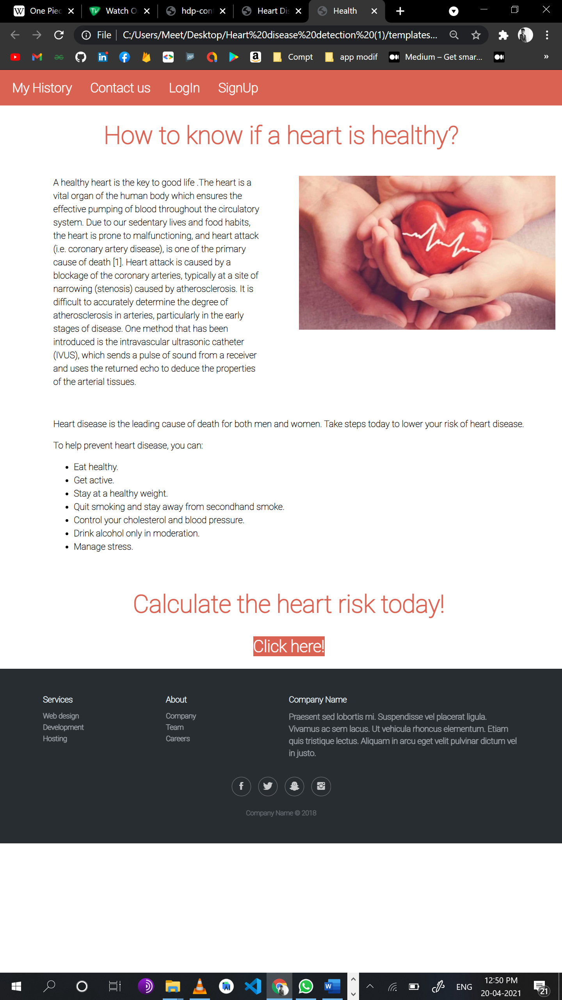 One Piec
Watch O
hdp-cont
Heart Dis
Health
File
C:/Users/Meet/Desktop/Heart%20disease%20detection%20(1)/templates...
Compt
app modif
Medium – Get smar...
»
My History
Contact us
LogIn
SignUp
How to know if a heart is healthy?
A healthy heart is the key to good life .The heart is a
vital organ of the human body which ensures the
effective pumping of blood throughout the circulatory
system. Due to our sedentary lives and food habits,
the heart is prone to malfunctioning, and heart attack
(i.e. coronary artery disease), is one of the primary
cause of death [1]. Heart attack is caused by a
blockage of the coronary arteries, typically at a site of
narrowing (stenosis) caused by atherosclerosis. It is
difficult to accurately determine the degree of
atherosclerosis in arteries, particularly in the early
stages of disease. One method that has been
introduced is the intravascular ultrasonic catheter
(IVUS), which sends a pulse of sound from a receiver
and uses the returned echo to deduce the properties
of the arterial tissues.
Heart disease is the leading cause of death for both men and women. Take steps today to lower your risk of heart disease.
To help prevent heart disease, you can:
• Eat healthy.
• Get active.
• Stay at a healthy weight.
• Quit smoking and stay away from secondhand smoke.
• Control your cholesterol and blood pressure.
• Drink alcohol only in moderation.
• Manage stress.
Calculate the heart risk today!
Click here!
Services
Web design
Development
Hosting
About
Company
Team
Careers
Company Name
Praesent sed lobortis mi. Suspendisse vel placerat ligula.
Vivamus ac sem lacus. Ut vehicula rhoncus elementum. Etiam
quis tristique lectus. Aliquam in arcu eget velit pulvinar dictum vel
in justo.
Company Name © 2018
ENG
12:50 PM
20-04-2021
21